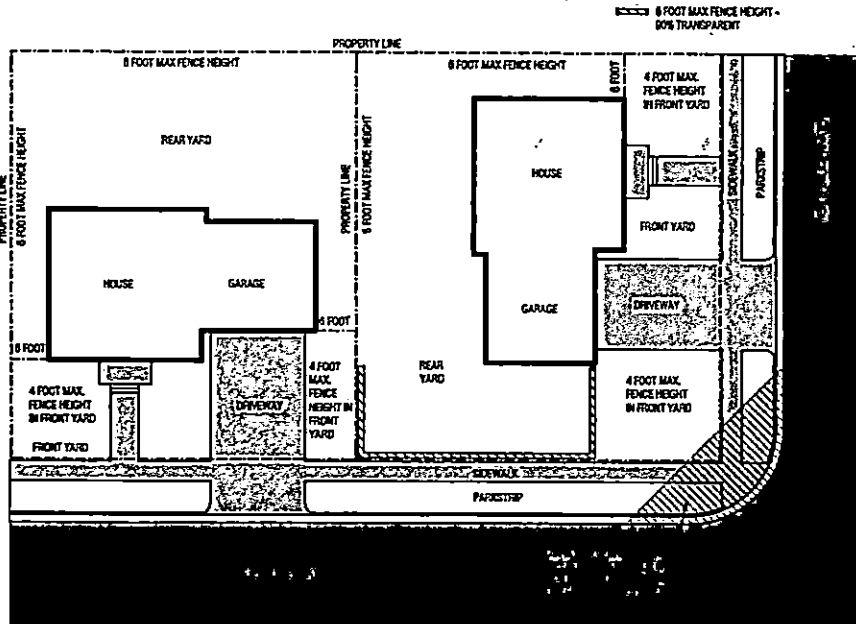 6 FOOT MAX FENCE HEIGHT -
90% TRANSPARENT
PROPERTY LINE
6 FOOT MAX FENCE HEIGHT
6 FOOT MAX FENCE HEIGHT
6 FOOT
4 FOOT MAX.
FENCE HEIGHT
IN FRONT YARD
REAR YARD
PROPERTY LINE
6 FOOT MAX FENCE HEIGHT
PROPERTY LINE
6 FOOT MAX FENCE HEIGHT
HOUSE
SIDEWALK
PARKSTRIP
FRONT YARD
HOUSE
GARAGE
GARAGE
DRIVEWAY
6 FOOT
6 FOOT
REAR
YARD
4 FOOT MAX.
FENCE HEIGHT
IN FRONT YARD
FRONT YARD
DRIVEWAY
4 FOOT
MAX.
FENCE
HEIGHT IN
FRONT
YARD
4 FOOT MAX.
FENCE HEIGHT
IN FRONT YARD
SIDEWALK
PARKSTRIP